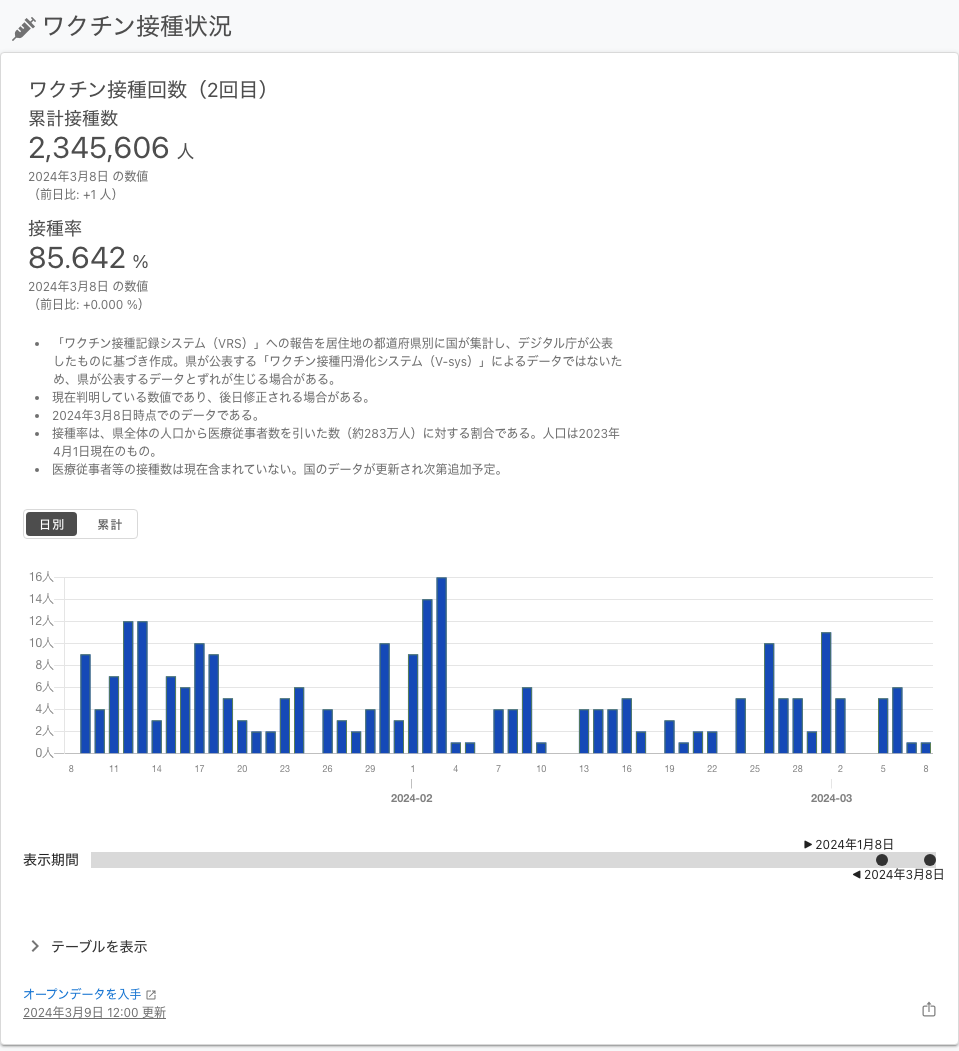 ワクチン接種状況
ワクチン接種回数（2回目）
累計接種数
2,345,606 人
2024年3月8日 の数値
（前日比: +1 人）
接種率
85.642 %
2024年3月8日 の数値
（前日比: +0.000 %）
「ワクチン接種記録システム（VRS）」への報告を居住地の都道府県別に国が集計し、デジタル庁が公表
したものに基づき作成。県が公表する「ワクチン接種円滑化システム（V-sys）」によるデータではないた
め、県が公表するデータとずれが生じる場合がある。
現在判明している数値であり、後日修正される場合がある。
2024年3月8日時点でのデータである。
接種率は、県全体の人口から医療従事者数を引いた数（約283万人）に対する割合である。人口は2023年
4月1日現在のもの。
医療従事者等の接種数は現在含まれていない。国のデータが更新され次第追加予定。
日別 累計
16人
14人
12人
10人
8人
6人
4人
2人
0人
8 11 14 17 20 23 26 29 1 4 7 10 13 16 19 22 25 28 2 5 8
2024-02 2024-03
▶ 2024年1月8日
表示期間
◀ 2024年3月8日
テーブルを表示
オープンデータを入手
2024年3月9日 12:00 更新